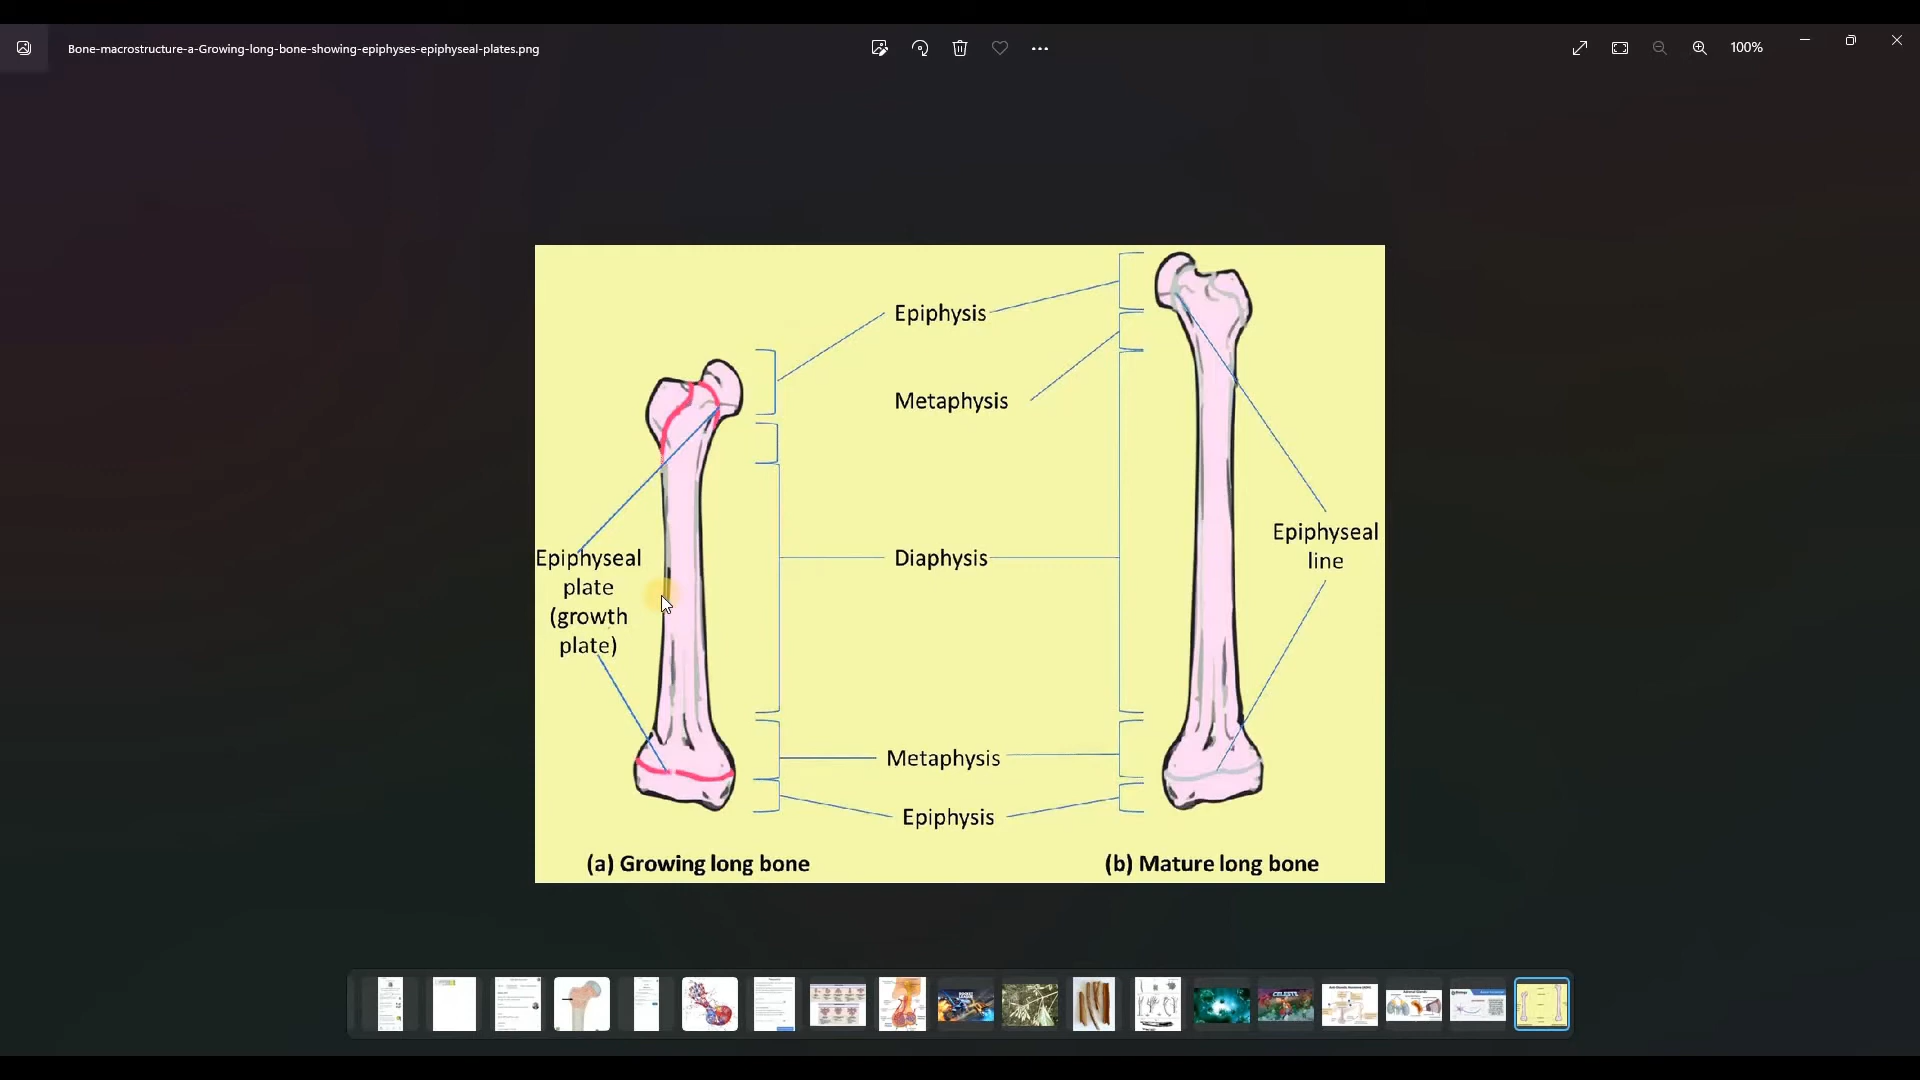 Bone-macrostructure-a-Growing-long-bone-showing-epiphyses-epiphyseal-plates.png
100%
Epiphysis
Metaphysis
Epiphyseal
line
Epiphyseal
plate
(growth
plate)
Diaphysis
Metaphysis
Epiphysis
(a) Growing long bone
(b) Mature long bone